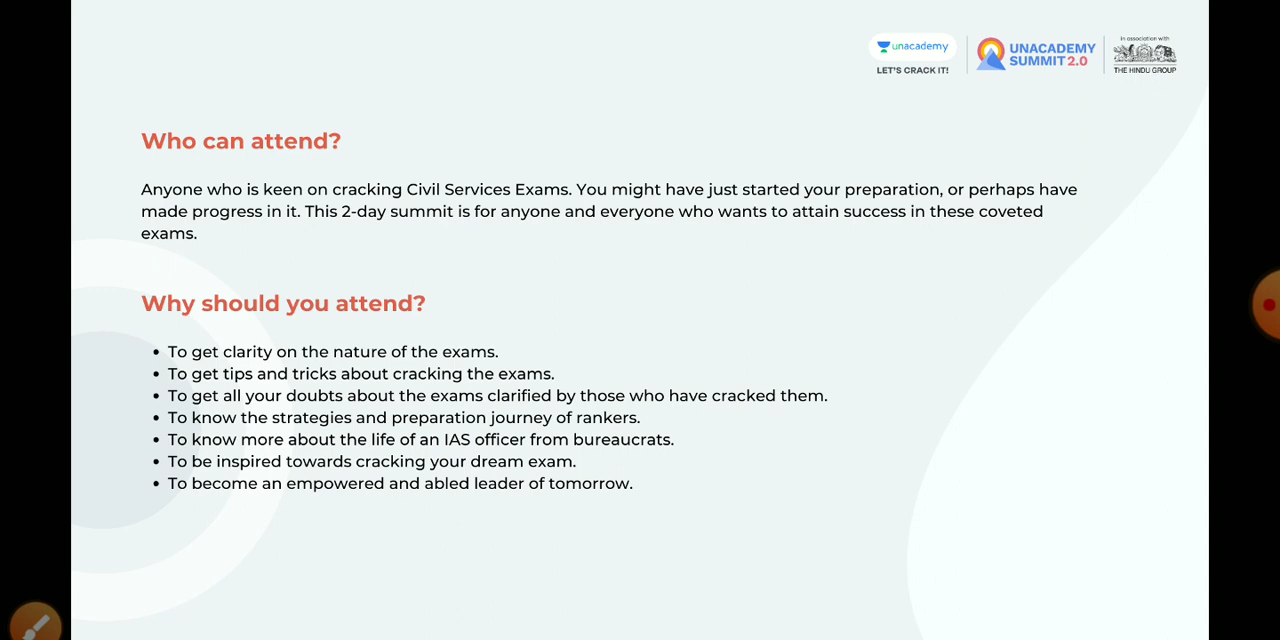 unacademy
LET'S CRACK IT!
UNACADEMY
SUMMIT 2.0
In association with
THE HINDU GROUP
Who can attend?
Anyone who is keen on cracking Civil Services Exams. You might have just started your preparation, or perhaps have
made progress in it. This 2-day summit is for anyone and everyone who wants to attain success in these coveted
exams.
Why should you attend?
• To get clarity on the nature of the exams.
• To get tips and tricks about cracking the exams.
• To get all your doubts about the exams clarified by those who have cracked them.
• To know the strategies and preparation journey of rankers.
• To know more about the life of an IAS officer from bureaucrats.
• To be inspired towards cracking your dream exam.
• To become an empowered and abled leader of tomorrow.